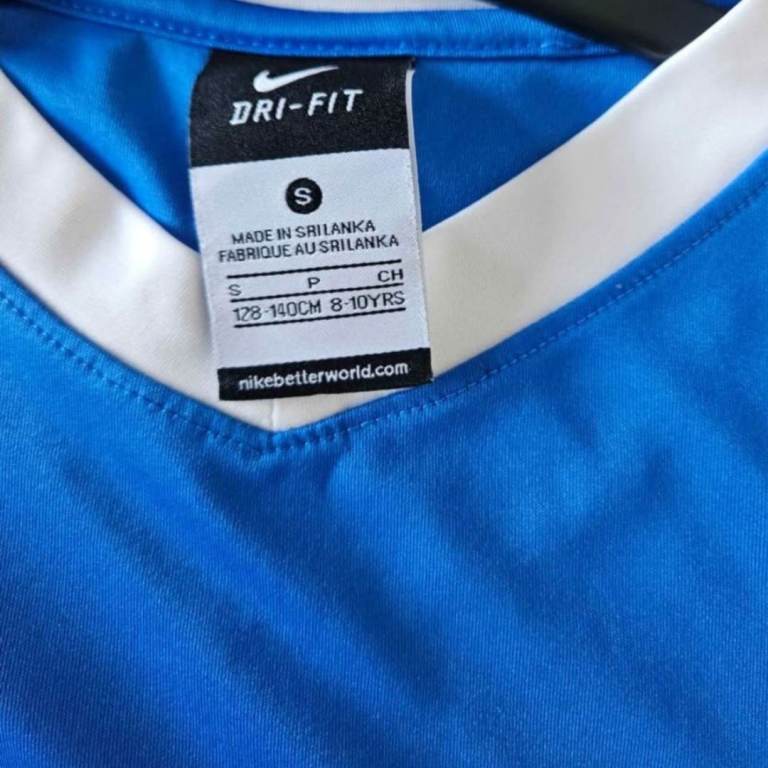 DRI-FIT
S
MADE IN SRI LANKA
FABRIQUE AU SRI LANKA
S P CH
128-140CM 8-10YRS
nikebetterworld.com